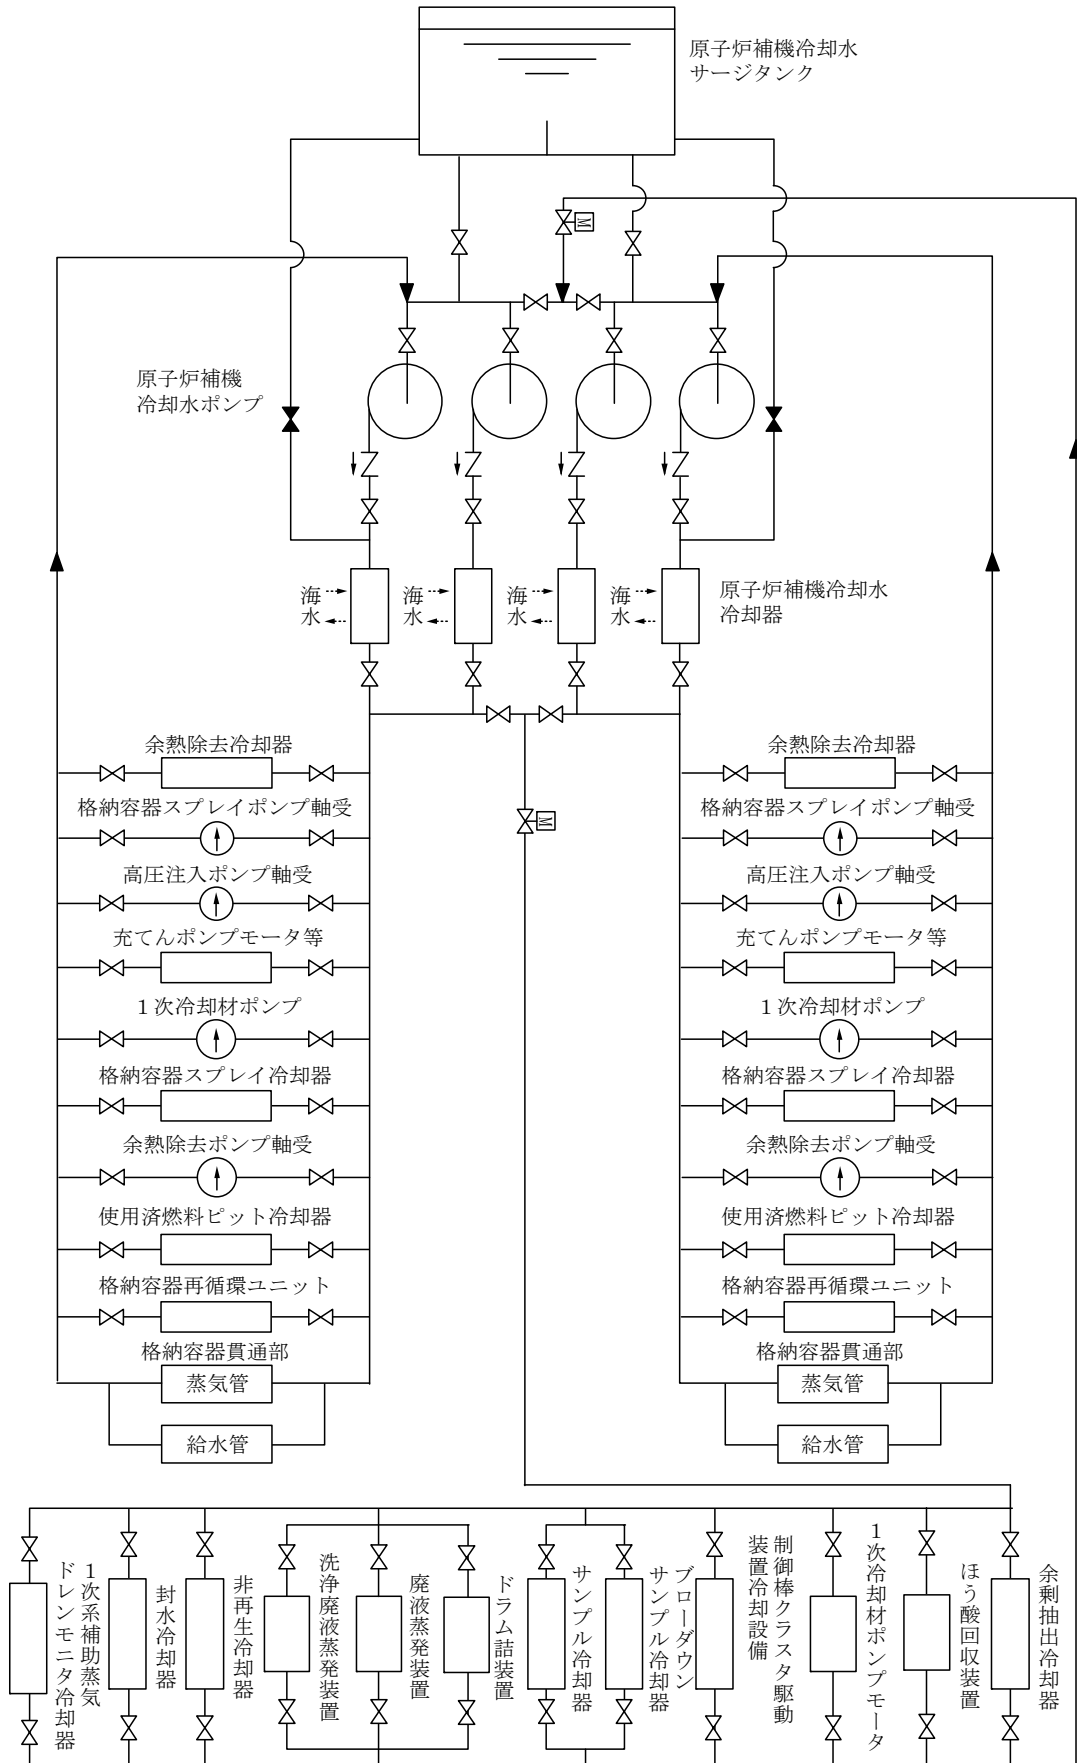 原子炉補機冷却水
サージタンク
M
原子炉補機
冷却水ポンプ
海水
海水
海水
海水
原子炉補機冷却水
冷却器
余熱除去冷却器
余熱除去冷却器
格納容器スプレイポンプ軸受
格納容器スプレイポンプ軸受
M
高圧注入ポンプ軸受
高圧注入ポンプ軸受
充てんポンプモータ等
充てんポンプモータ等
1次冷却材ポンプ
1次冷却材ポンプ
格納容器スプレイ冷却器
格納容器スプレイ冷却器
余熱除去ポンプ軸受
余熱除去ポンプ軸受
使用済燃料ピット冷却器
使用済燃料ピット冷却器
格納容器再循環ユニット
格納容器再循環ユニット
格納容器貫通部
格納容器貫通部
蒸気管
蒸気管
給水管
給水管
1次系補助蒸気
ドレンモニタ冷却器
封水冷却器
非再生冷却器
洗浄廃液蒸発装置
廃液蒸発装置
ドラム詰装置
サンプル冷却器
ブローダウン
サンプル冷却器
制御棒クラスタ駆動
装置冷却設備
1次冷却材ポンプモータ
ほう酸回収装置
余剰抽出冷却器